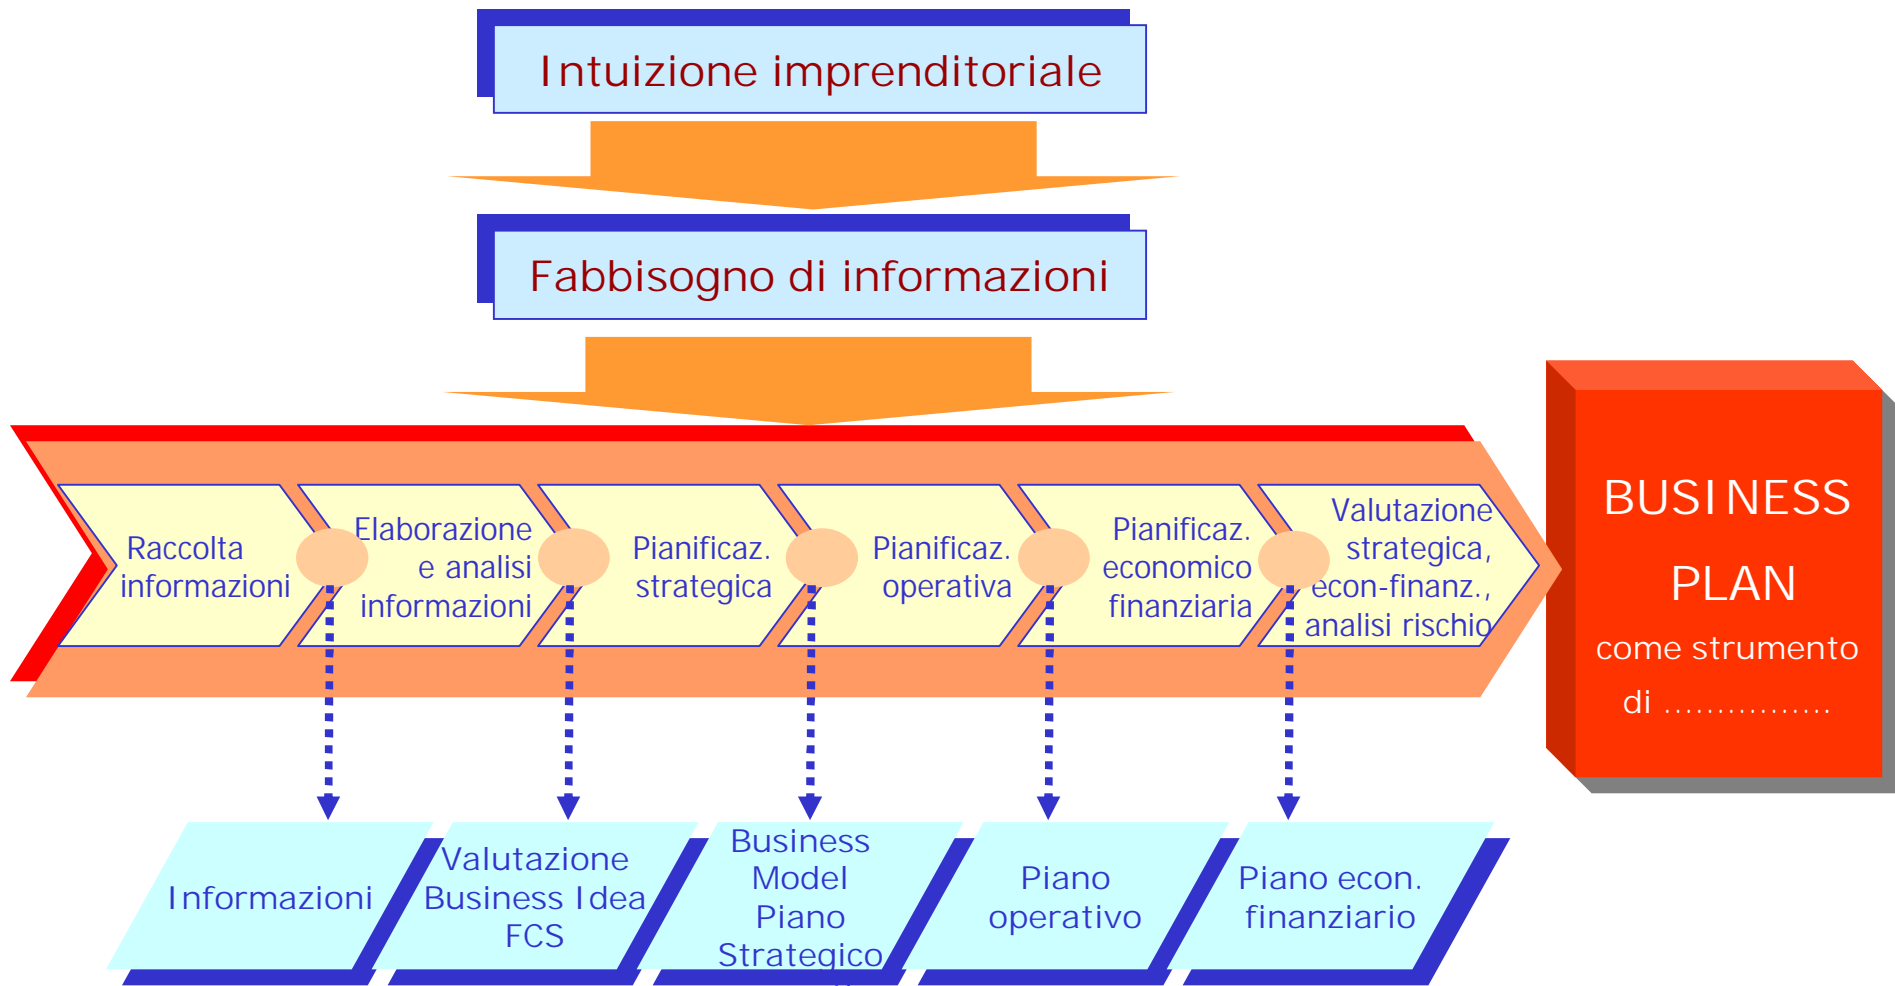 Intuizione imprenditoriale
Fabbisogno di informazioni
Raccolta
informazioni
Elaborazione
e analisi
informazioni
Pianificaz.
strategica
Pianificaz.
operativa
Pianificaz.
economico
finanziaria
Valutazione
strategica,
econ-finanz.,
analisi rischio
BUSINESS
PLAN
come strumento
di ................
Informazioni
Valutazione
Business Idea
FCS
Business
Model
Piano
Strategico
Piano
operativo
Piano econ.
finanziario